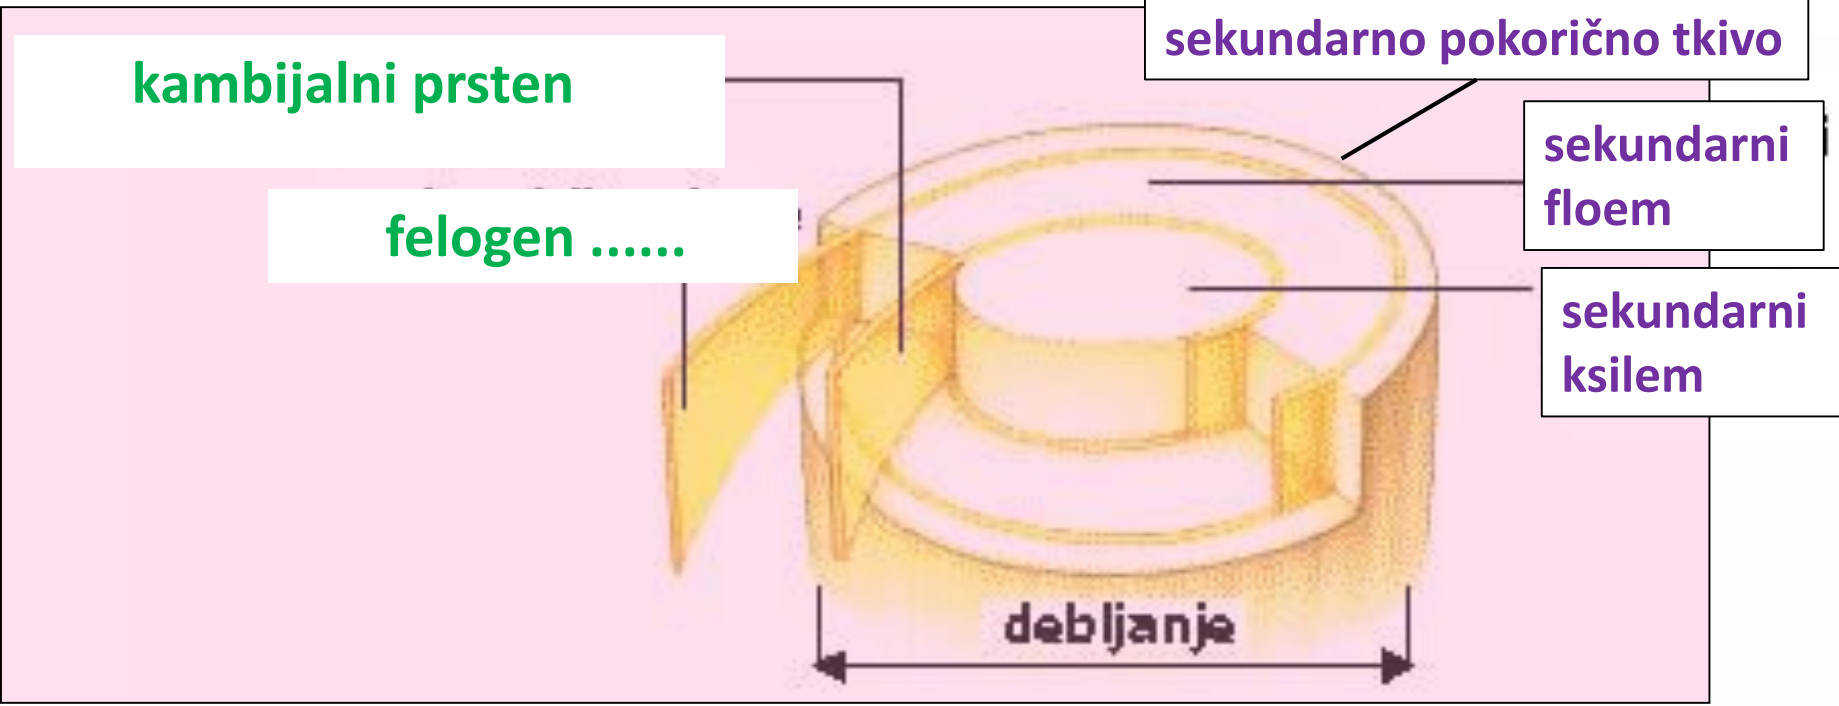 sekundarno pokorično tkivo
kambijalni prsten
sekundarni
floem
felogen ......
sekundarni
ksilem
debljanje